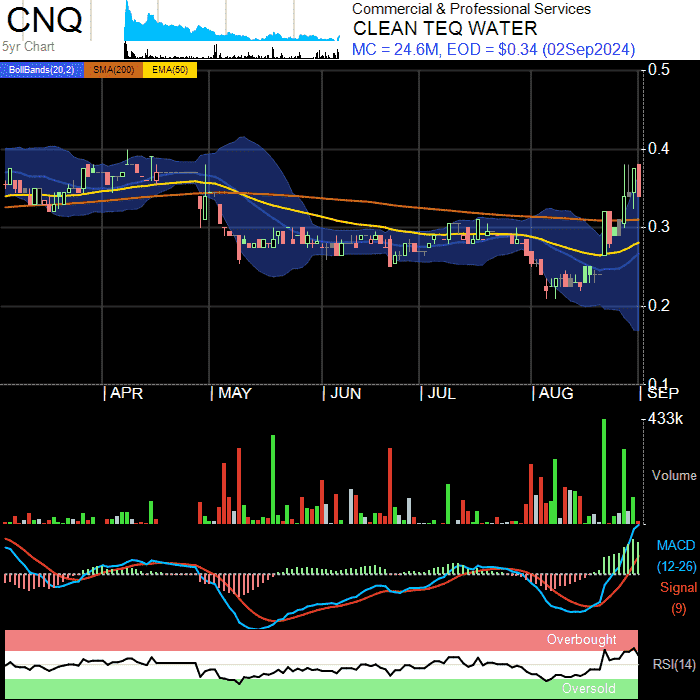 CNQ
5yr Chart
Commercial & Professional Services
CLEAN TEQ WATER
MC = 24.6M, EOD = $0.34 (02Sep2024)
BollBands(20,2) SMA(200) EMA(50)
0.5
0.4
0.3
0.2
0.1
APR MAY JUN JUL AUG SEP
433k
Volume
MACD
(12-26)
Signal
(9)
Overbought
RSI(14)
Oversold